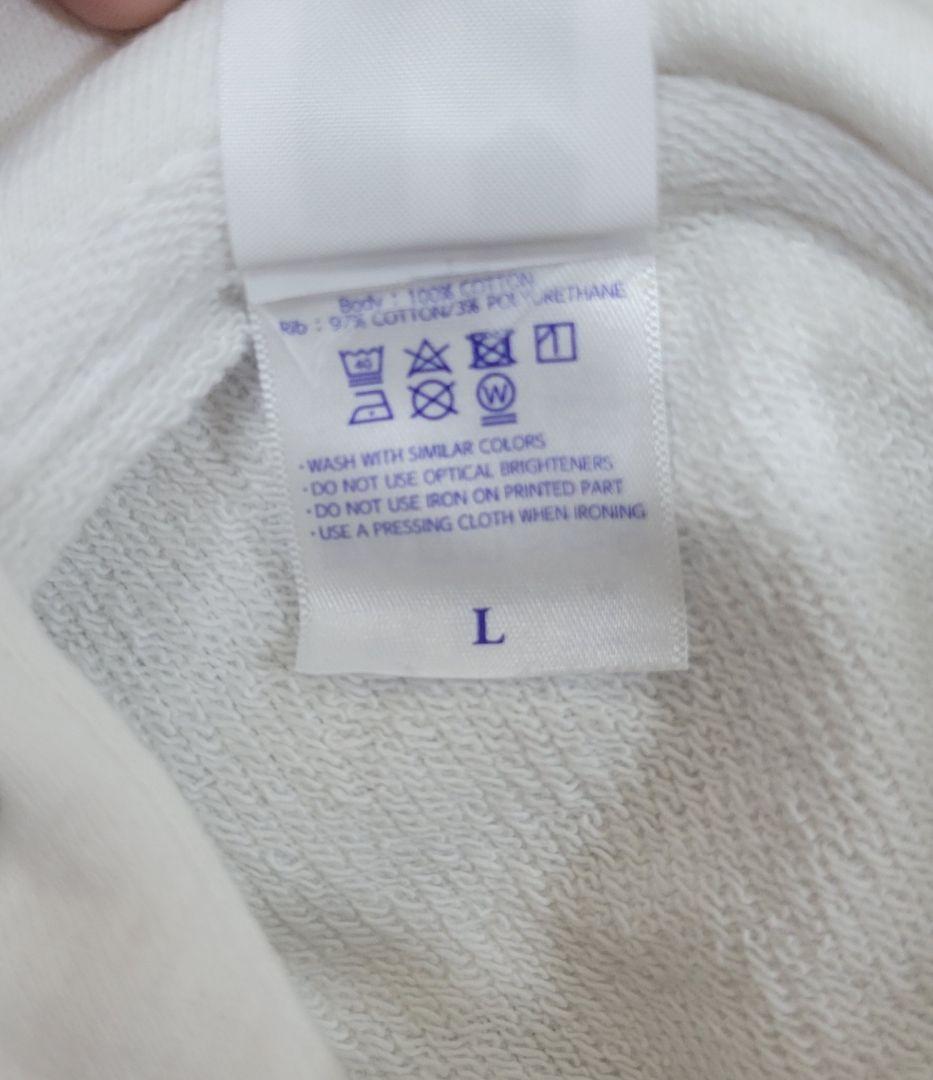 Body : 100% COTTON
Rib : 97% COTTON/3% POLYURETHANE
40
W
·WASH WITH SIMILAR COLORS
·DO NOT USE OPTICAL BRIGHTENERS
·DO NOT USE IRON ON PRINTED PART
·USE A PRESSING CLOTH WHEN IRONING
L